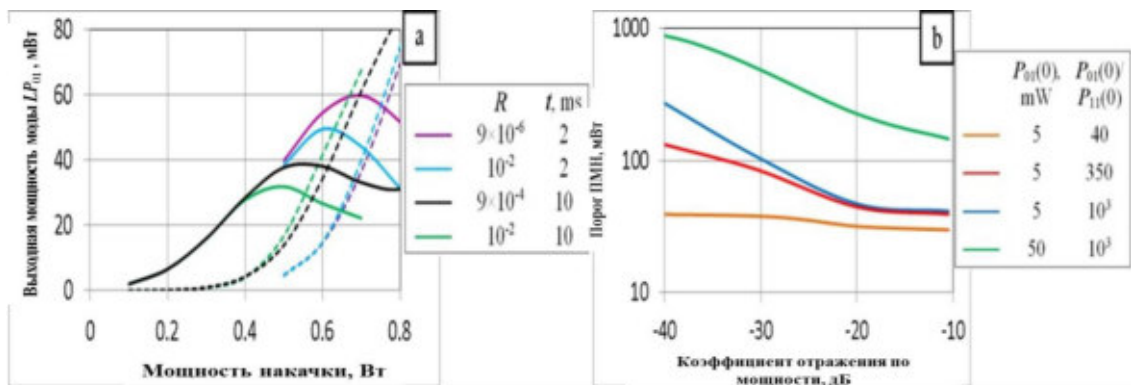 80
60
40
20
0
0 0.2 0.4 0.6 0.8
Выходная мощность моды LP₀₁ , мВт
Мощность накачки, Вт
a
R t, ms
9×10⁻⁶ 2
10⁻² 2
9×10⁻⁴ 10
10⁻² 10
1000
100
10
-40 -30 -20 -10
Порог ПМН, мВт
Коэффициент отражения по
мощности, дБ
b
P₀₁(0), P₀₁(0)/
mW P₁₁(0)
5 40
5 350
5 10³
50 10³